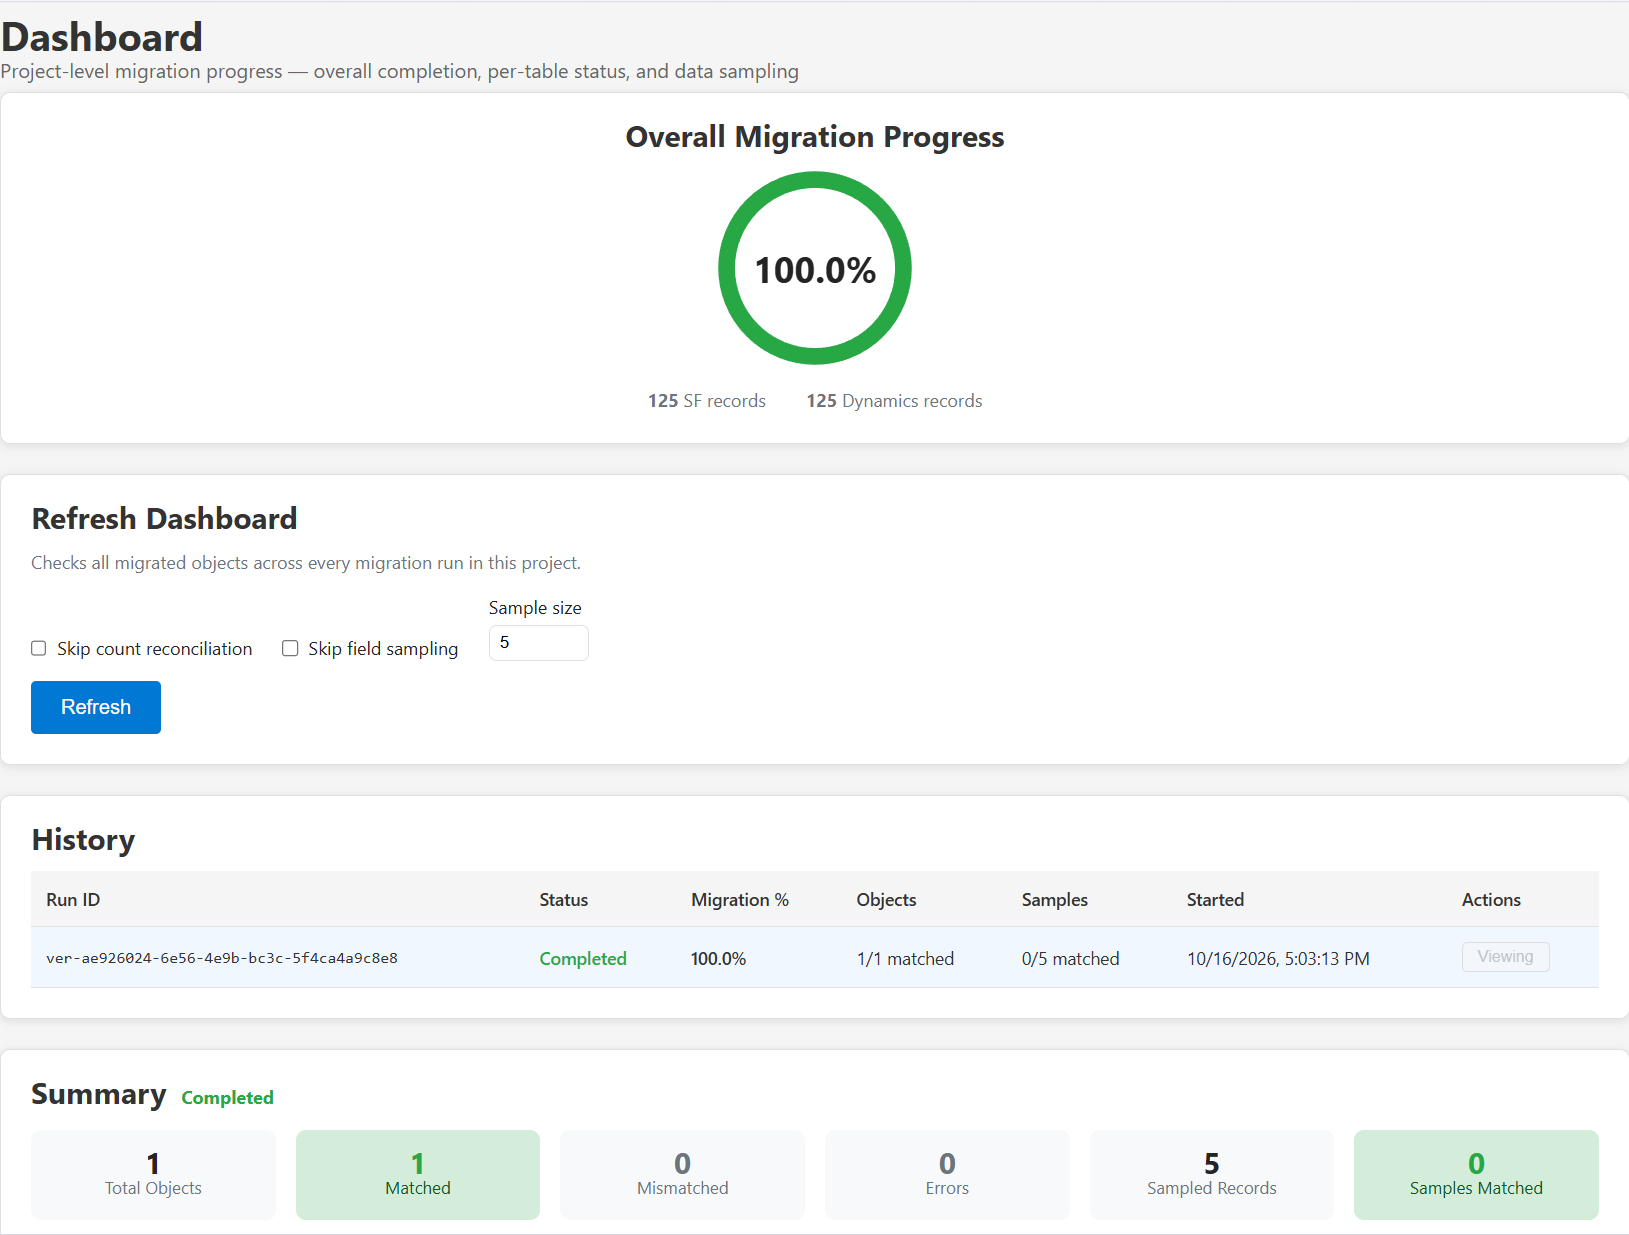 Dashboard
Project-level migration progress — overall completion, per-table status, and data sampling
Overall Migration Progress
100.0%
125 SF records 125 Dynamics records
Refresh Dashboard
Checks all migrated objects across every migration run in this project.
Sample size
Skip count reconciliation Skip field sampling 5
Refresh
History
Run ID Status Migration % Objects Samples Started Actions
ver-ae926024-6e56-4e9b-bc3c-5f4ca4a9c8e8 Completed 100.0% 1/1 matched 0/5 matched 10/16/2026, 5:03:13 PM Viewing
Summary Completed
1 1 0 0 5 0
Total Objects Matched Mismatched Errors Sampled Records Samples Matched